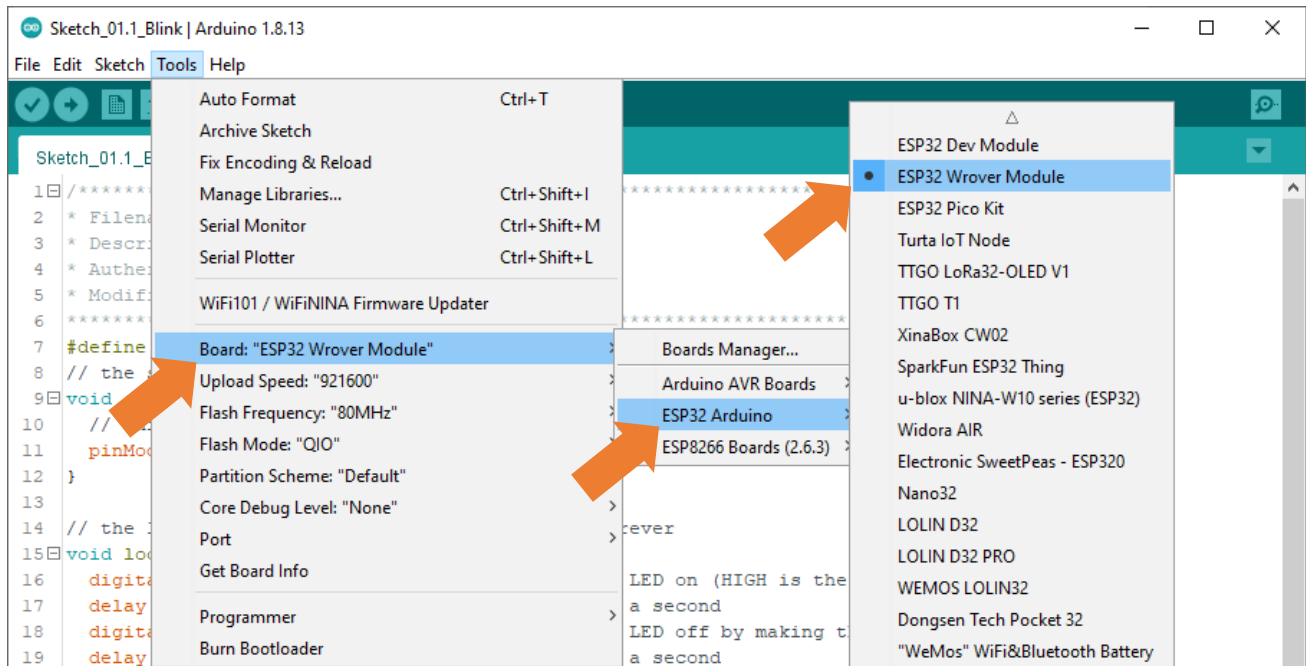 Sketch_01.1_Blink | Arduino 1.8.13
File Edit Sketch Tools Help
Sketch_01.1_
Auto Format Ctrl+T
Archive Sketch
Fix Encoding & Reload
Manage Libraries... Ctrl+Shift+I
Serial Monitor Ctrl+Shift+M
Serial Plotter Ctrl+Shift+L
WiFi101 / WiFiNINA Firmware Updater
Board: "ESP32 Wrover Module"
Upload Speed: "921600"
Flash Frequency: "80MHz"
Flash Mode: "QIO"
Partition Scheme: "Default"
Core Debug Level: "None"
Port
Get Board Info
Programmer
Burn Bootloader
Boards Manager...
Arduino AVR Boards
ESP32 Arduino
ESP8266 Boards (2.6.3)
△
ESP32 Dev Module
ESP32 Wrover Module
ESP32 Pico Kit
Turta IoT Node
TTGO LoRa32-OLED V1
TTGO T1
XinaBox CW02
SparkFun ESP32 Thing
u-blox NINA-W10 series (ESP32)
Widora AIR
Electronic SweetPeas - ESP320
Nano32
LOLIN D32
LOLIN D32 PRO
WEMOS LOLIN32
Dongsen Tech Pocket 32
"WeMos" WiFi&Bluetooth Battery
1 /*******
2 * Filen
3 * Descr
4 * Authe
5 * Modif
6 *******
7 #define
8 // the
9 void
10 //
11 pinMo
12 }
13
14 // the ever
15 void loo
16 digita LED on (HIGH is the
17 delay a second
18 digita LED off by making t
19 delay a second